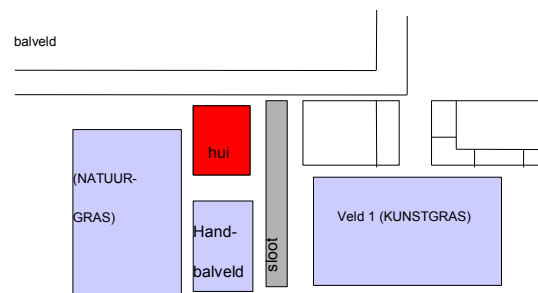 balveld
hui
(NATUUR-
GRAS)
Hand-
balveld
sloot
Veld 1 (KUNSTGRAS)